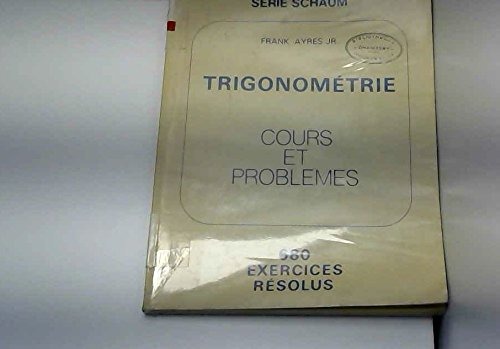 SÉRIE SCHAUM
FRANK AYRES JR.
TRIGONOMÉTRIE
COURS
ET
PROBLEMES
680
EXERCICES
RÉSOLUS